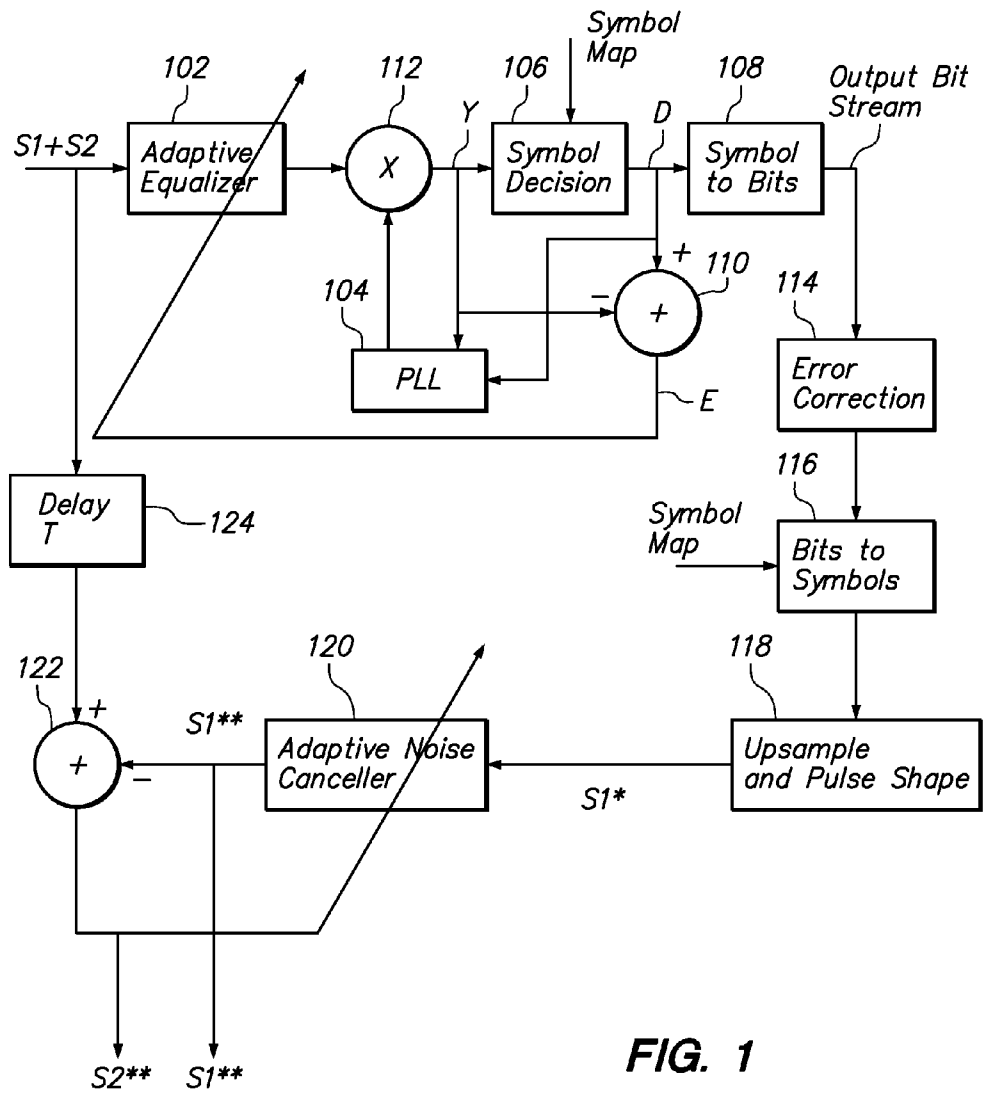 Symbol
Map
102
112
106
108
Output Bit
Stream
S1+S2
Adaptive
Equalizer
X
Y
Symbol
Decision
D
Symbol
to Bits
+
110
−
+
104
PLL
E
114
Error
Correction
116
Delay
T
124
Symbol
Map
Bits to
Symbols
122
120
118
+
S1**
+
−
Adaptive Noise
Canceller
S1*
Upsample
and Pulse Shape
S2**
S1**
FIG. 1